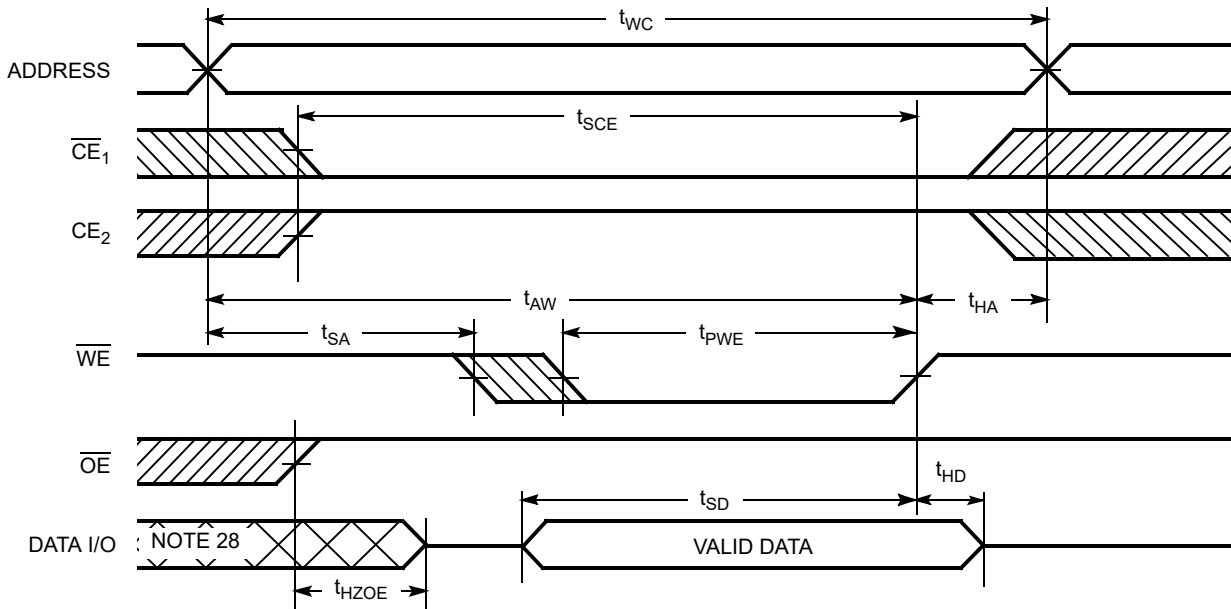 tWC
ADDRESS
tSCE
CE1
CE2
tAW
tHA
tSA
tPWE
WE
OE
tHD
tSD
DATA I/O
NOTE 28
VALID DATA
tHZOE